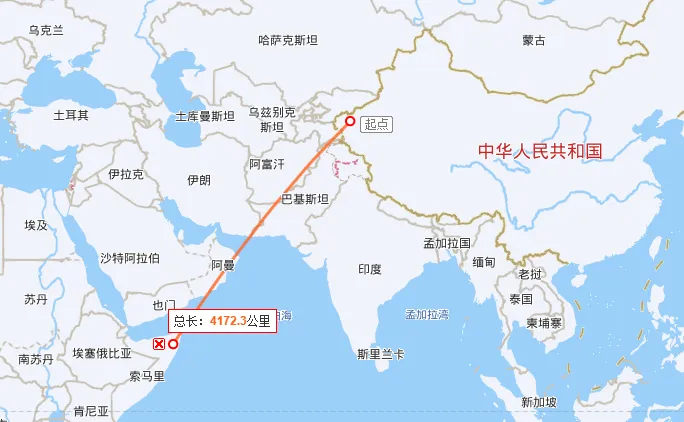 乌克兰
哈萨克斯坦
蒙古
土耳其
土库曼斯坦
乌兹别克
斯坦
起点
中华人民共和国
伊拉克
伊朗
阿富汗
巴基斯坦
埃及
沙特阿拉伯
阿曼
印度
孟加拉国
缅甸
老挝
苏丹
也门
泰国
总长：4172.3公里
伯海
孟加拉湾
柬埔寨
南苏丹
埃塞俄比亚
斯里兰卡
索马里
肯尼亚
新加坡